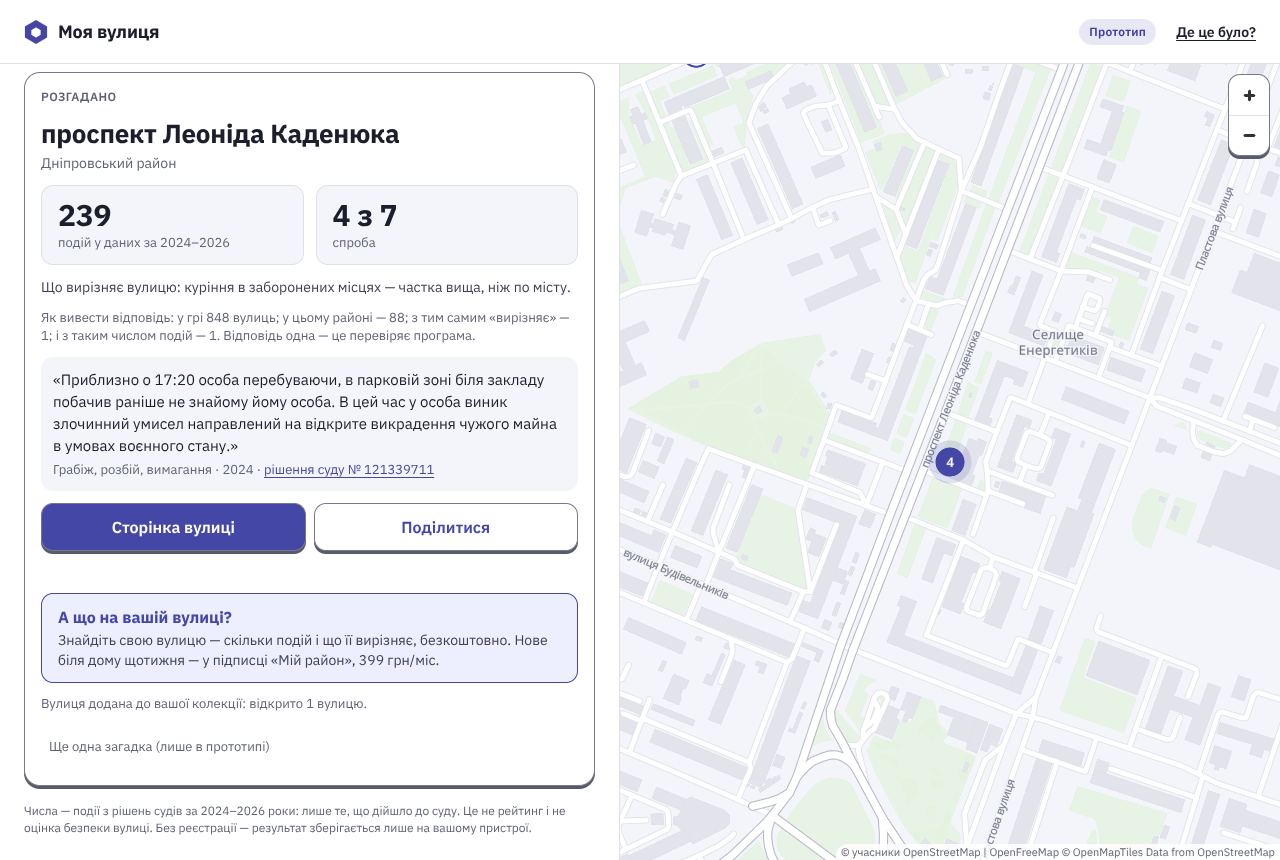 Моя вулиця
Прототип
Де це було?
РОЗГАДАНО
проспект Леоніда Каденюка
Дніпровський район
239
подій у даних за 2024–2026
4 з 7
спроба
Що вирізняє вулицю: куріння в заборонених місцях — частка вища, ніж по місту.
Як вивести відповідь: у грі 848 вулиць; у цьому районі — 88; з тим самим «вирізняє» —
1; і з таким числом подій — 1. Відповідь одна — це перевіряє програма.
«Приблизно о 17:20 особа перебуваючи, в парковій зоні біля закладу
побачив раніше не знайому йому особа. В цей час у особа виник
злочинний умисел направлений на відкрите викрадення чужого майна
в умовах воєнного стану.»
Грабіж, розбій, вимагання · 2024 · рішення суду № 121339711
Сторінка вулиці
Поділитися
А що на вашій вулиці?
Знайдіть свою вулицю — скільки подій і що її вирізняє, безкоштовно. Нове
біля дому щотижня — у підписці «Мій район», 399 грн/міс.
Вулиця додана до вашої колекції: відкрито 1 вулицю.
Ще одна загадка (лише в прототипі)
Числа — події з рішень судів за 2024–2026 роки: лише те, що дійшло до суду. Це не рейтинг і не
оцінка безпеки вулиці. Без реєстрації — результат зберігається лише на вашому пристрої.
+
−
Пластова вулиця
Селище
Енергетиків
проспект Леоніда Каденюка
4
вулиця Будівельників
стова вулиця
© учасники OpenStreetMap | OpenFreeMap © OpenMapTiles Data from OpenStreetMap